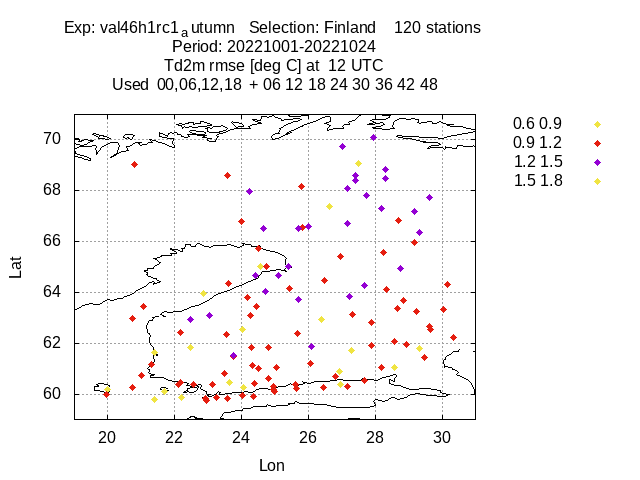 Exp: val46h1rc1autumn   Selection: Finland    120 stations
Period: 20221001-20221024
Td2m rmse [deg C] at  12 UTC
Used  00,06,12,18  + 06 12 18 24 30 36 42 48
0.6 0.9
0.9 1.2
1.2 1.5
1.5 1.8
70
68
66
64
62
60
Lat
20 22 24 26 28 30
Lon